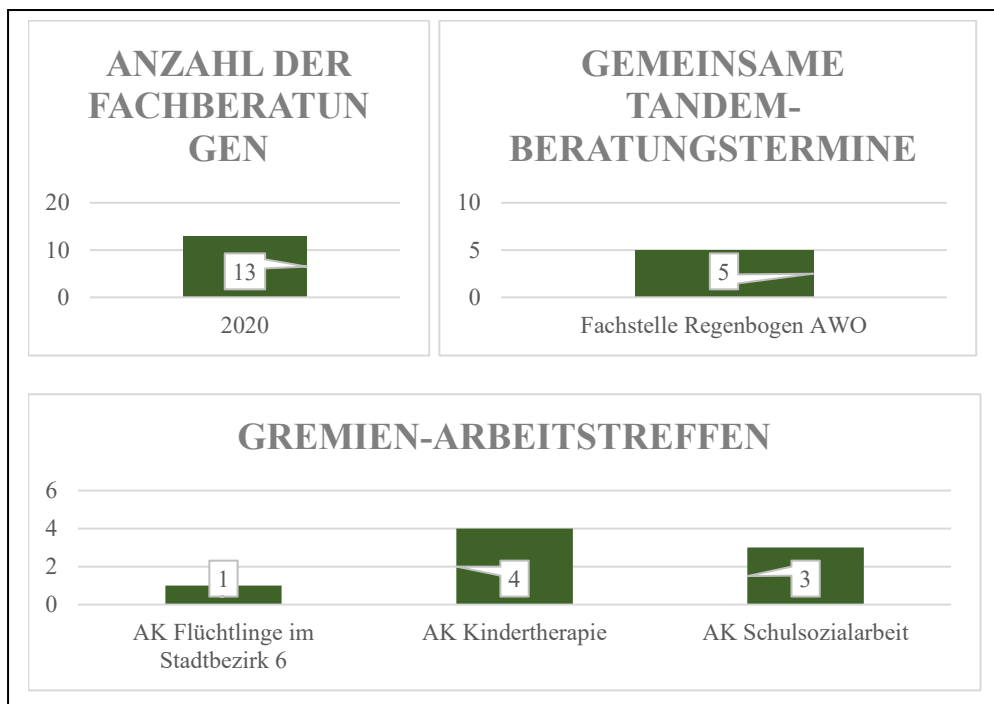 ANZAHL DER
FACHBERATUN
GEN
20
10
0
13
2020
GEMEINSAME
TANDEM-
BERATUNGSTERMINE
10
5
0
5
Fachstelle Regenbogen AWO
GREMIEN-ARBEITSTREFFEN
6
4
2
0
1
4
3
AK Flüchtlinge im
Stadtbezirk 6
AK Kindertherapie
AK Schulsozialarbeit